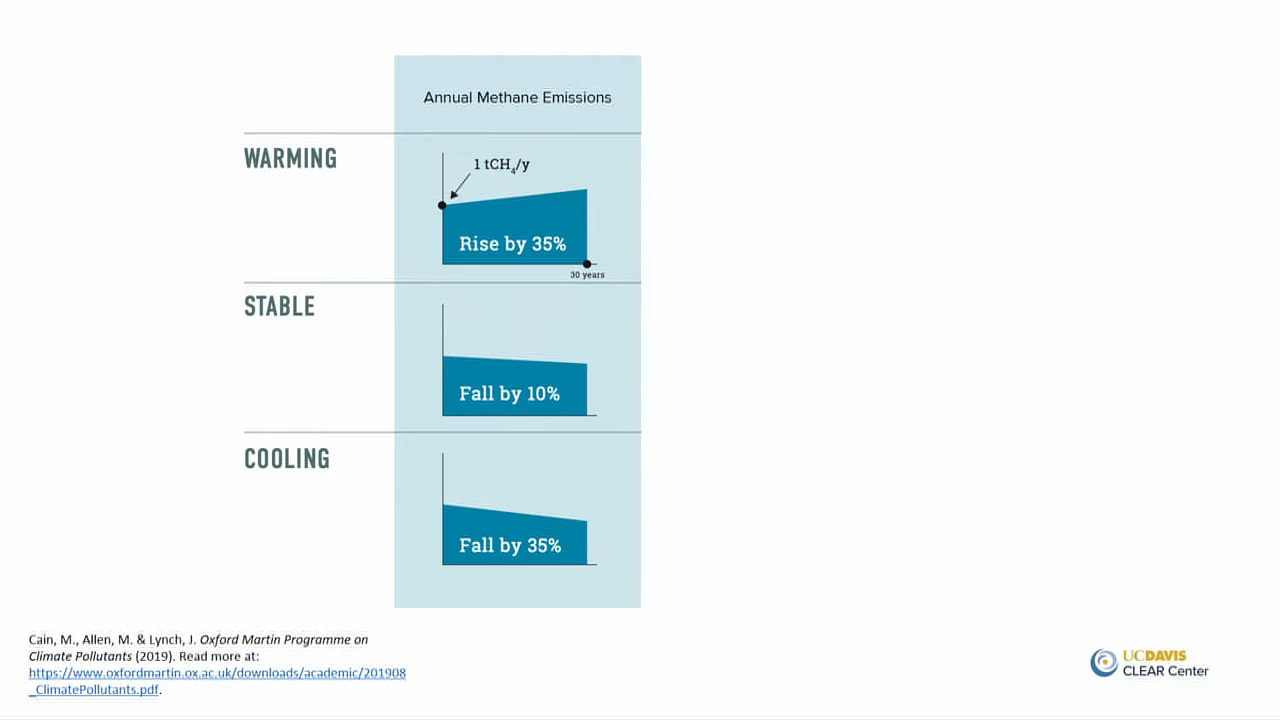 Annual Methane Emissions
WARMING
1 tCH₄/y
Rise by 35%
30 years
STABLE
Fall by 10%
COOLING
Fall by 35%
Cain, M., Allen, M. & Lynch, J. Oxford Martin Programme on
Climate Pollutants (2019). Read more at:
https://www.oxfordmartin.ox.ac.uk/downloads/academic/201908
_ClimatePollutants.pdf.
UCDAVIS
CLEAR Center